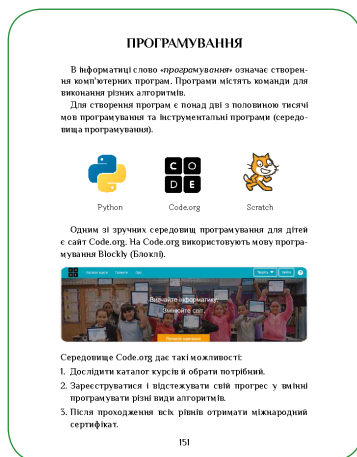 ПРОГРАМУВАННЯ
В інформатиці слово «програмування» означає створен-
ня комп'ютерних програм. Програми містять команди для
виконання різних алгоритмів.
Для створення програм є понад дві з половиною тисячі
мов програмування та інструментальні програми (середо-
вища програмування).
C O
D E
Python
Code.org
Scratch
Одним зі зручних середовищ програмування для дітей
є сайт Code.org. На Code.org використовують мову програ-
мування Blockly (Блоклі).
Вивчайте інформатику.
Змінюйте світ.
Середовище Code.org дає такі можливості:
1. Дослідити каталог курсів й обрати потрібний.
2. Зареєструватися і відстежувати свій прогрес у вмінні
програмувати різні види алгоритмів.
3. Після проходження всіх рівнів отримати міжнародний
сертифікат.
151